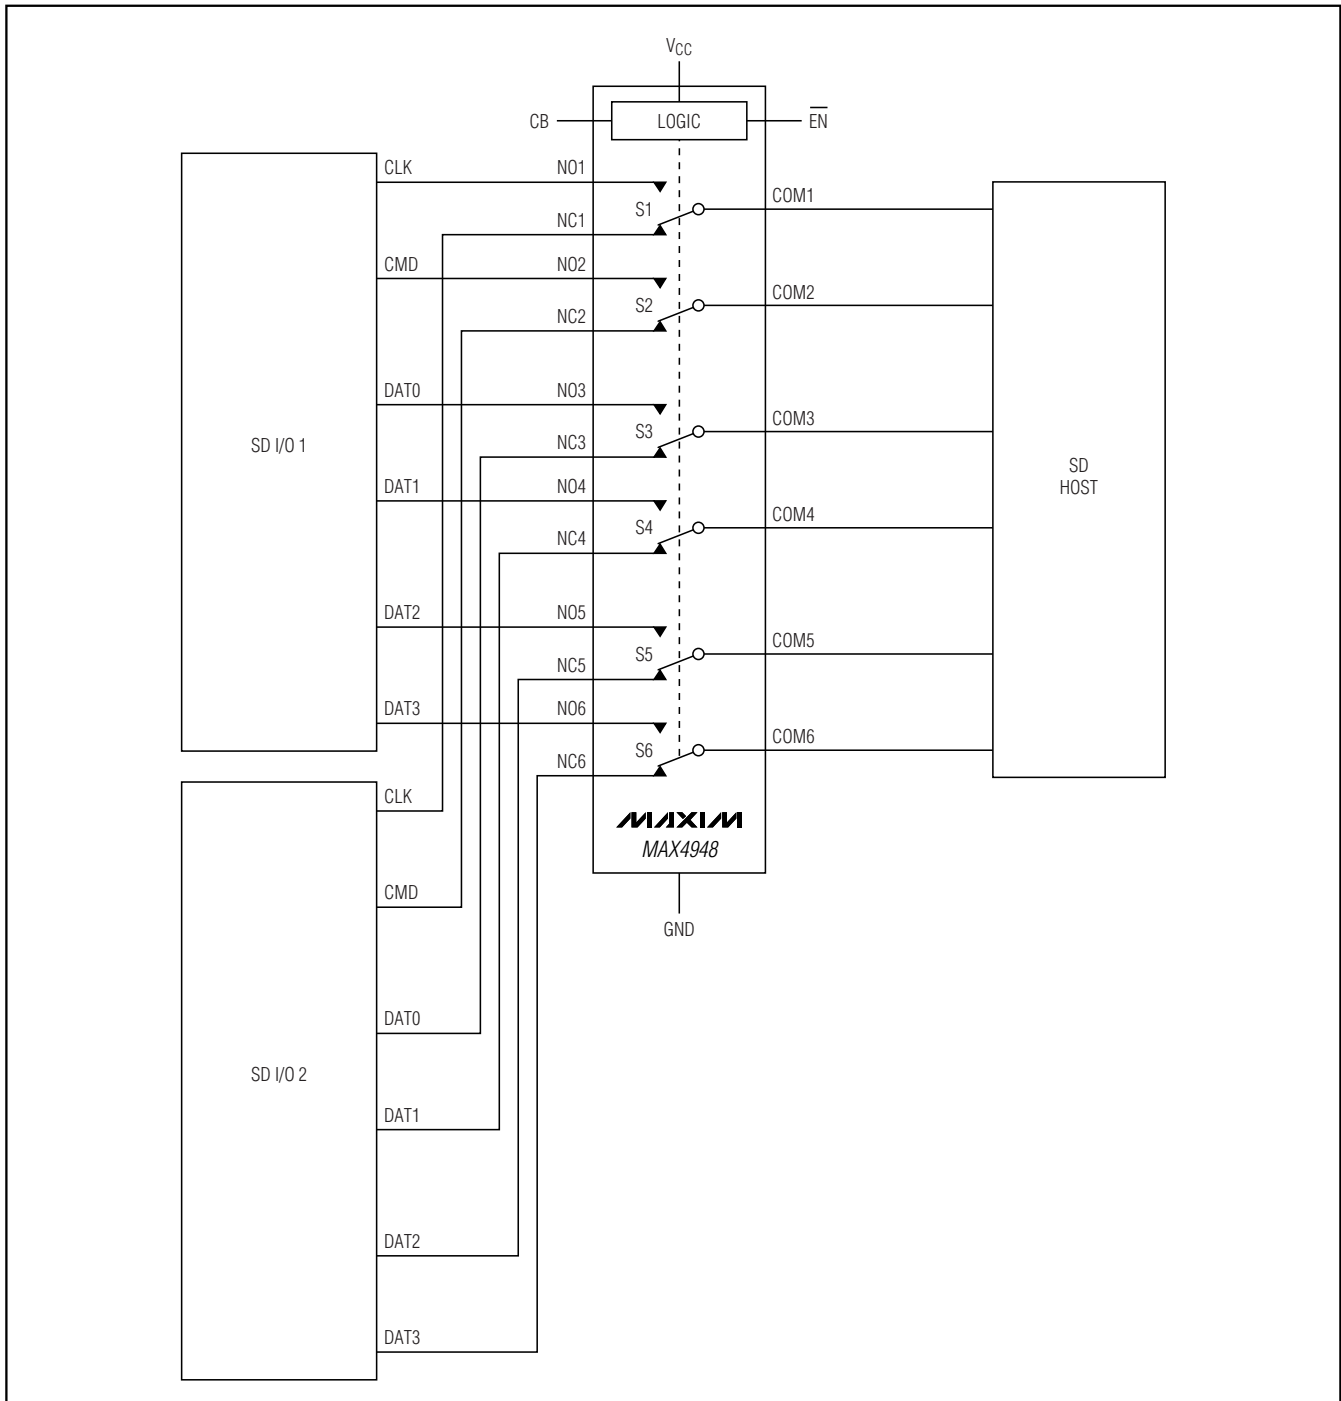 VCC
CB
LOGIC
EN
CLK
NO1
S1
COM1
NC1
CMD
NO2
S2
COM2
NC2
DAT0
NO3
S3
COM3
NC3
SD I/O 1
SD
HOST
DAT1
NO4
S4
COM4
NC4
DAT2
NO5
S5
COM5
NC5
DAT3
NO6
S6
COM6
NC6
CLK
MAXIM
MAX4948
CMD
GND
DAT0
SD I/O 2
DAT1
DAT2
DAT3